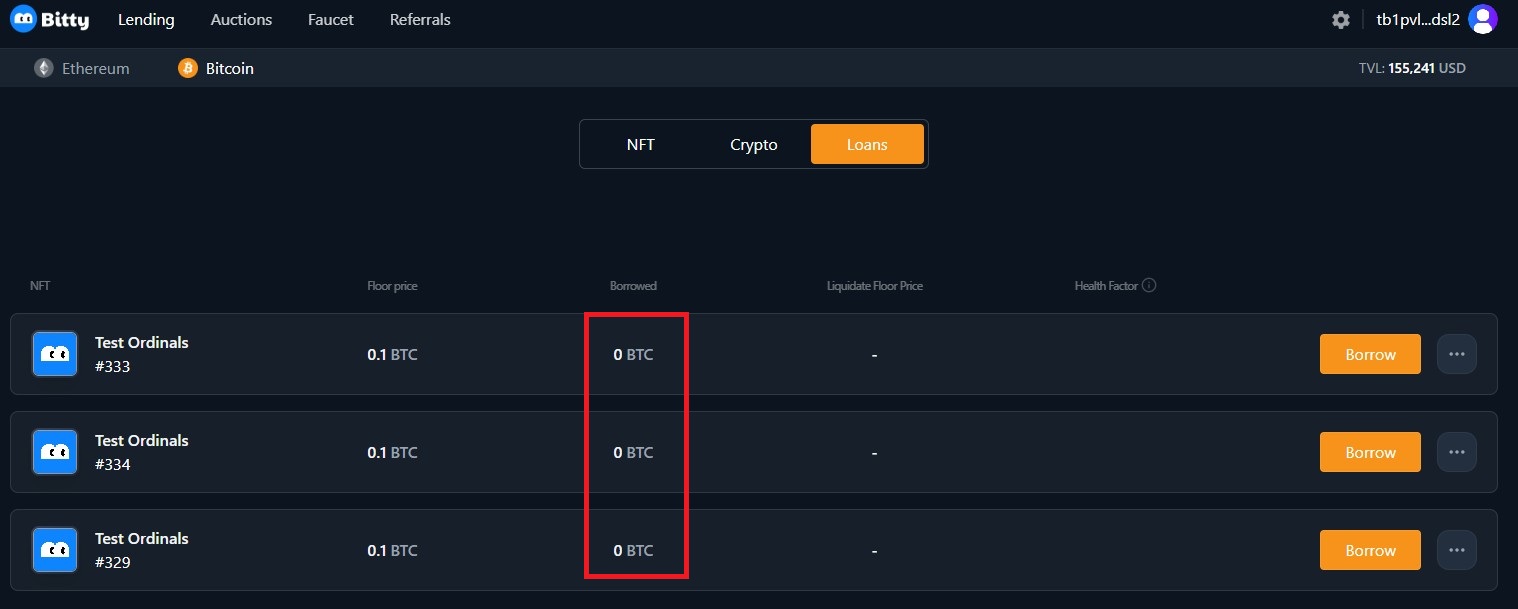 Bitty Lending Auctions Faucet Referrals tb1pvl...dsl2
Ethereum Bitcoin TVL: 155,241 USD
NFT Crypto Loans
NFT Floor price Borrowed Liquidate Floor Price Health Factor
Test Ordinals
#333
0.1 BTC 0 BTC - Borrow
Test Ordinals
#334
0.1 BTC 0 BTC - Borrow
Test Ordinals
#329
0.1 BTC 0 BTC - Borrow